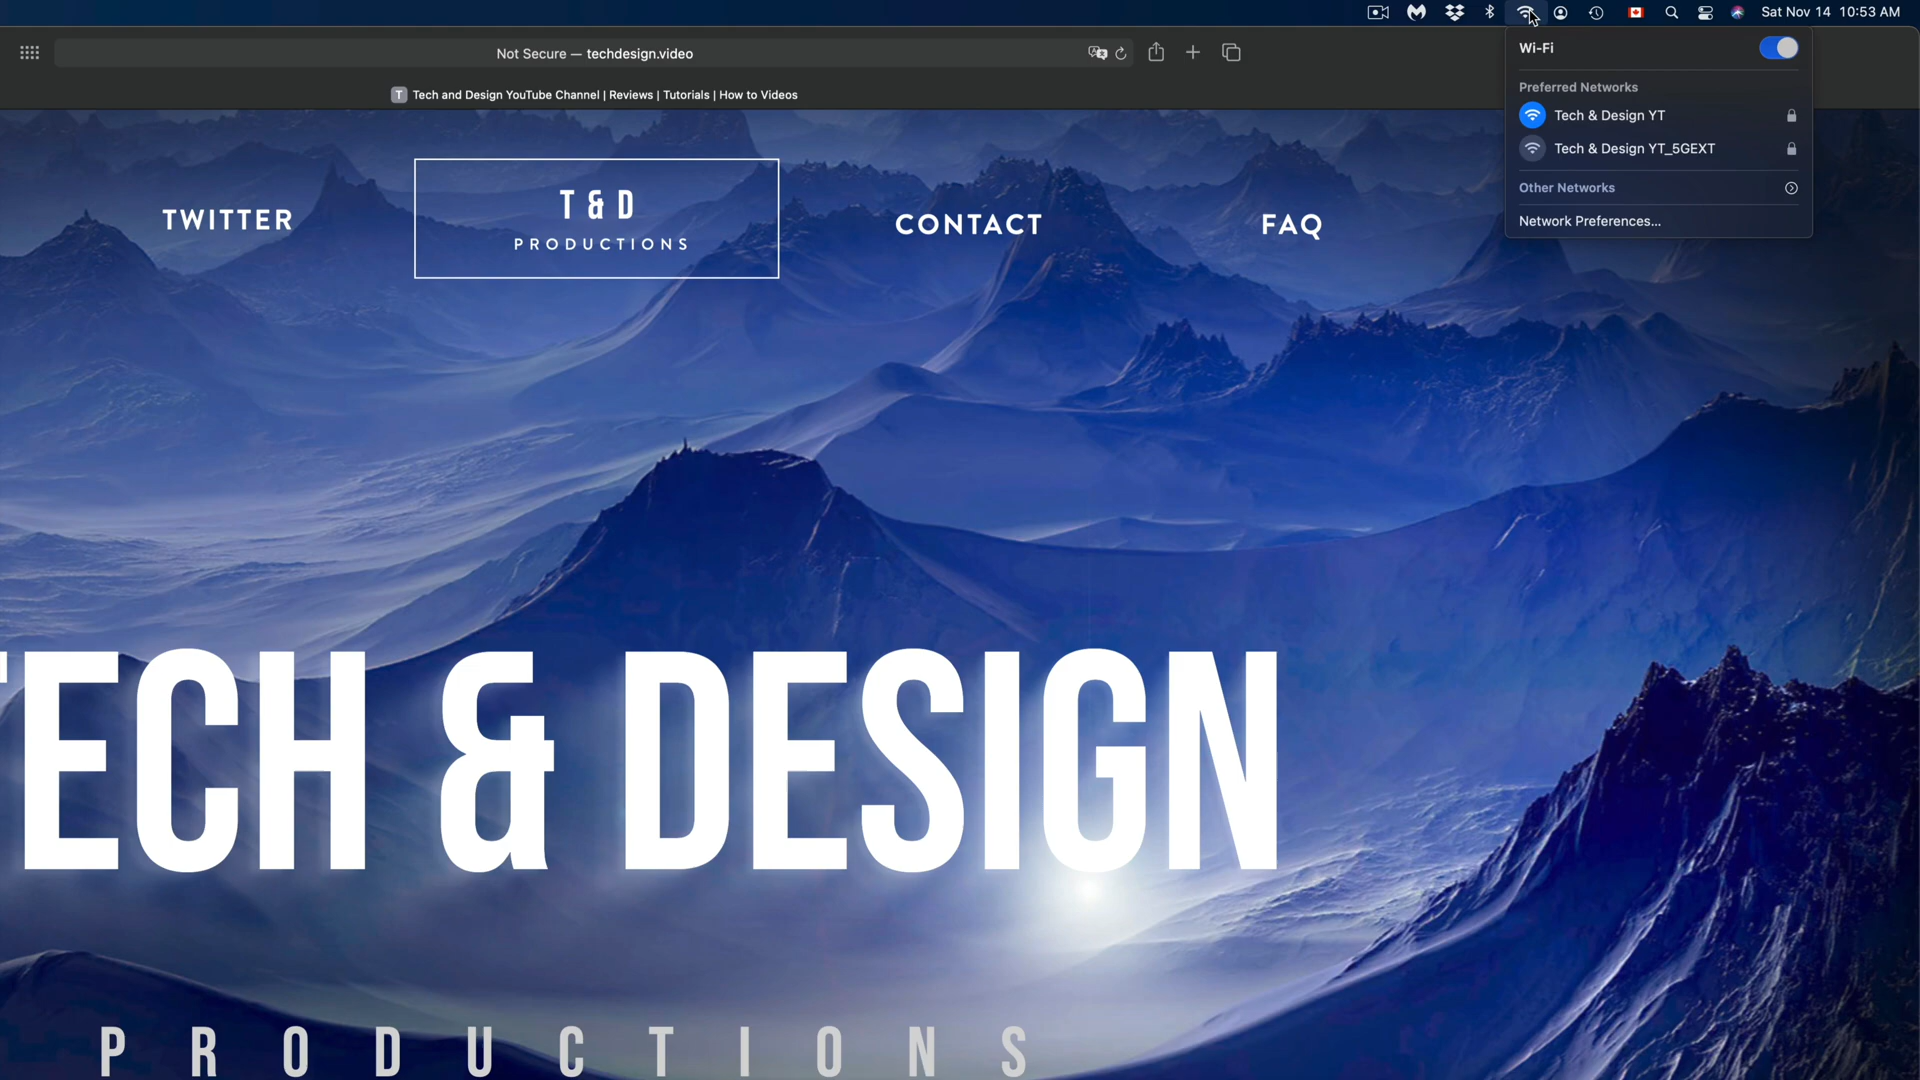 Sat Nov 14 10:53 AM
Not Secure — techdesign.video
T Tech and Design YouTube Channel | Reviews | Tutorials | How to Videos
Wi-Fi
Preferred Networks
Tech & Design YT
Tech & Design YT_5GEXT
Other Networks
Network Preferences...
TWITTER
T & D
PRODUCTIONS
CONTACT
FAQ
TECH & DESIGN
PRODUCTIONS